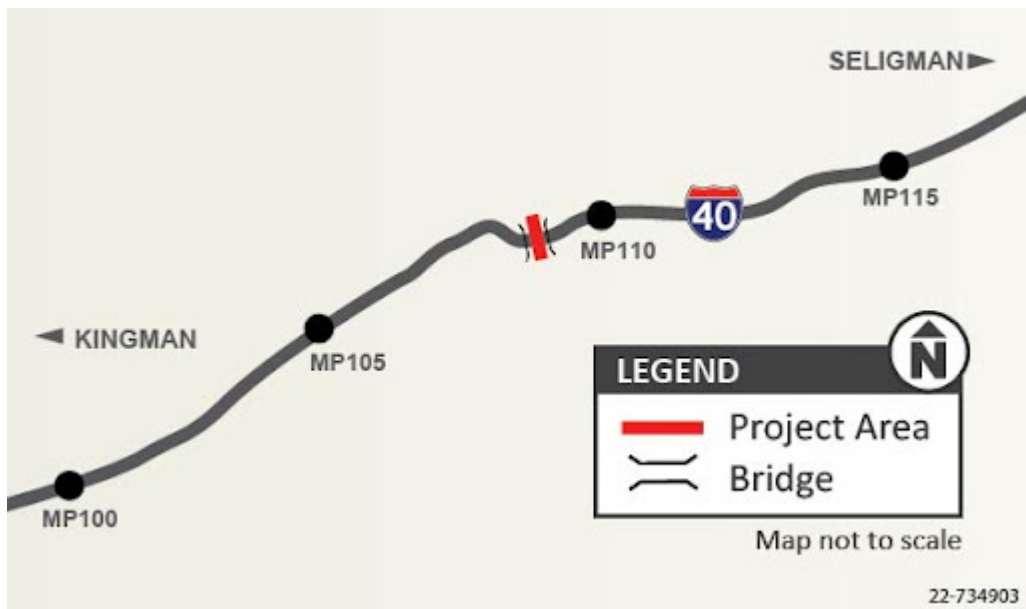 SELIGMAN
MP115
40
MP110
KINGMAN
MP105
MP100
N
LEGEND
Project Area
Bridge
Map not to scale
22-734903